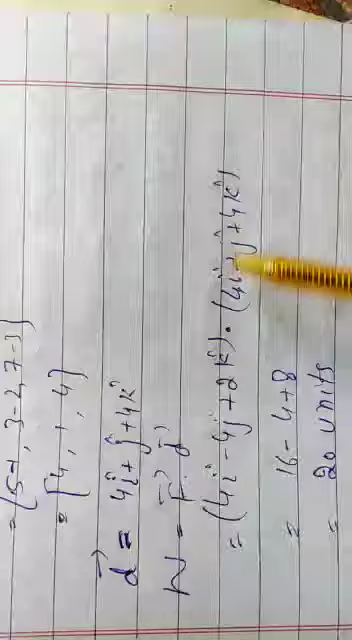 = (5-1, 3-2, 7-3)
= [4, 1, 4]
d⃗ = 4î + ĵ + 4k̂
W = F⃗ . d⃗
= (4î - 4ĵ + 2k̂) . (4î ĵ + 4k̂)
= 16 - 4 + 8
= 20 units